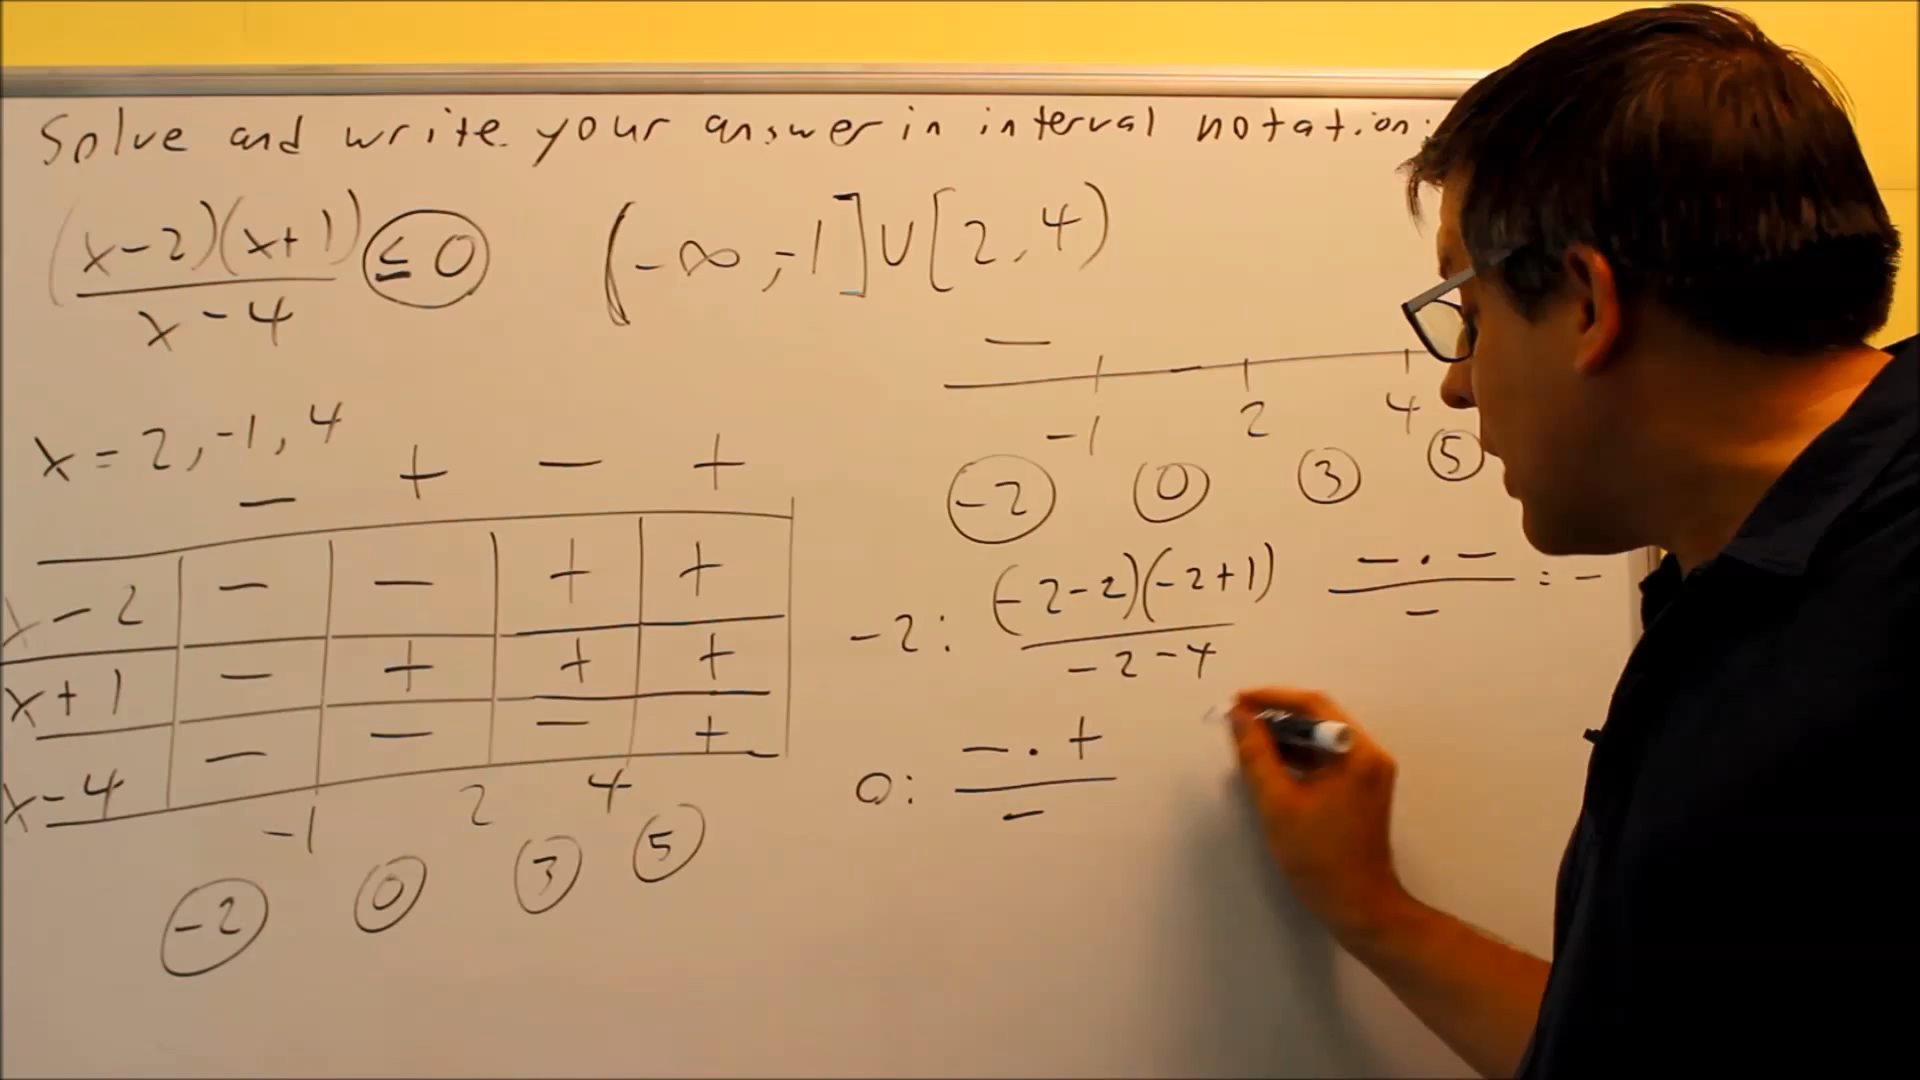 Solve and write your answer in interval notation:
(x-2)(x+1)
x-4
≤ 0
(-∞,-1]∪[2,4)
x=2,-1,4
- + - +
x-2 - - + +
x+1 - + + +
x-4 - - - +
-1 2 4
-2 0 3 5
- -
-1 2 4
-2 0 3 5
-2: (-2-2)(-2+1)
-2-4
-·-
-
= -
0: -·+
-